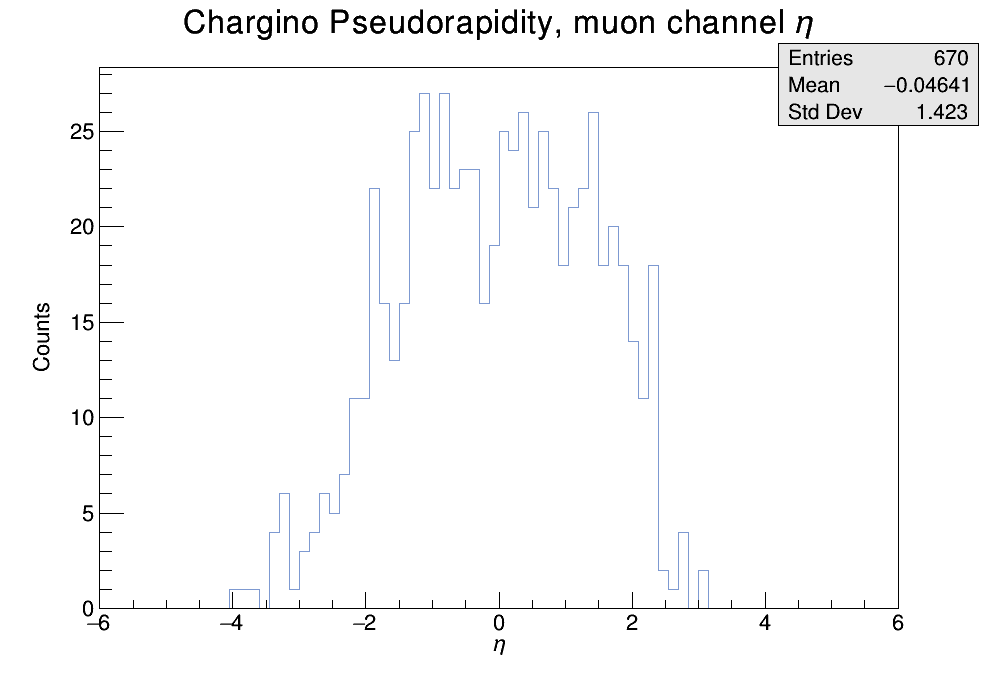 Chargino Pseudorapidity, muon channel η
Entries 670
Mean −0.04641
Std Dev 1.423
25
20
15
10
5
0
Counts
−6 −4 −2 0 2 4 6
η